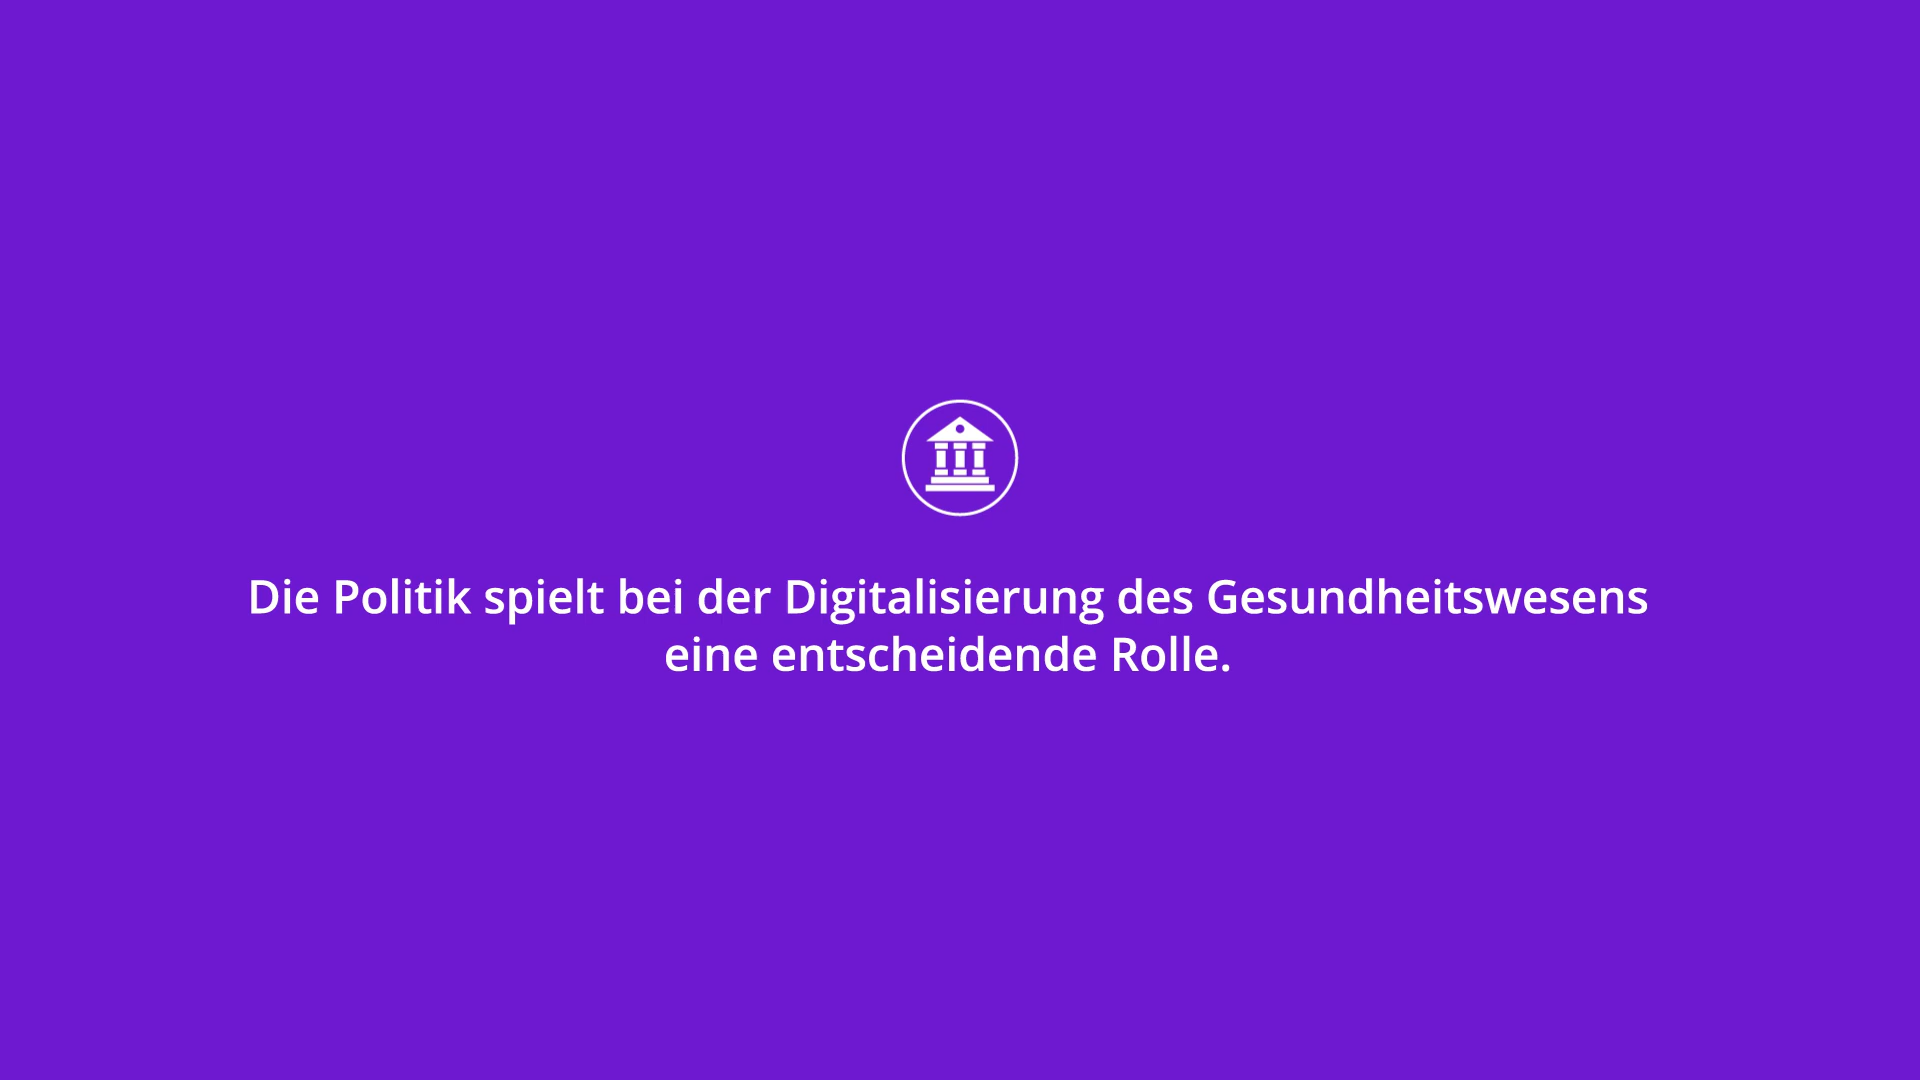 Die Politik spielt bei der Digitalisierung des Gesundheitswesens
eine entscheidende Rolle.